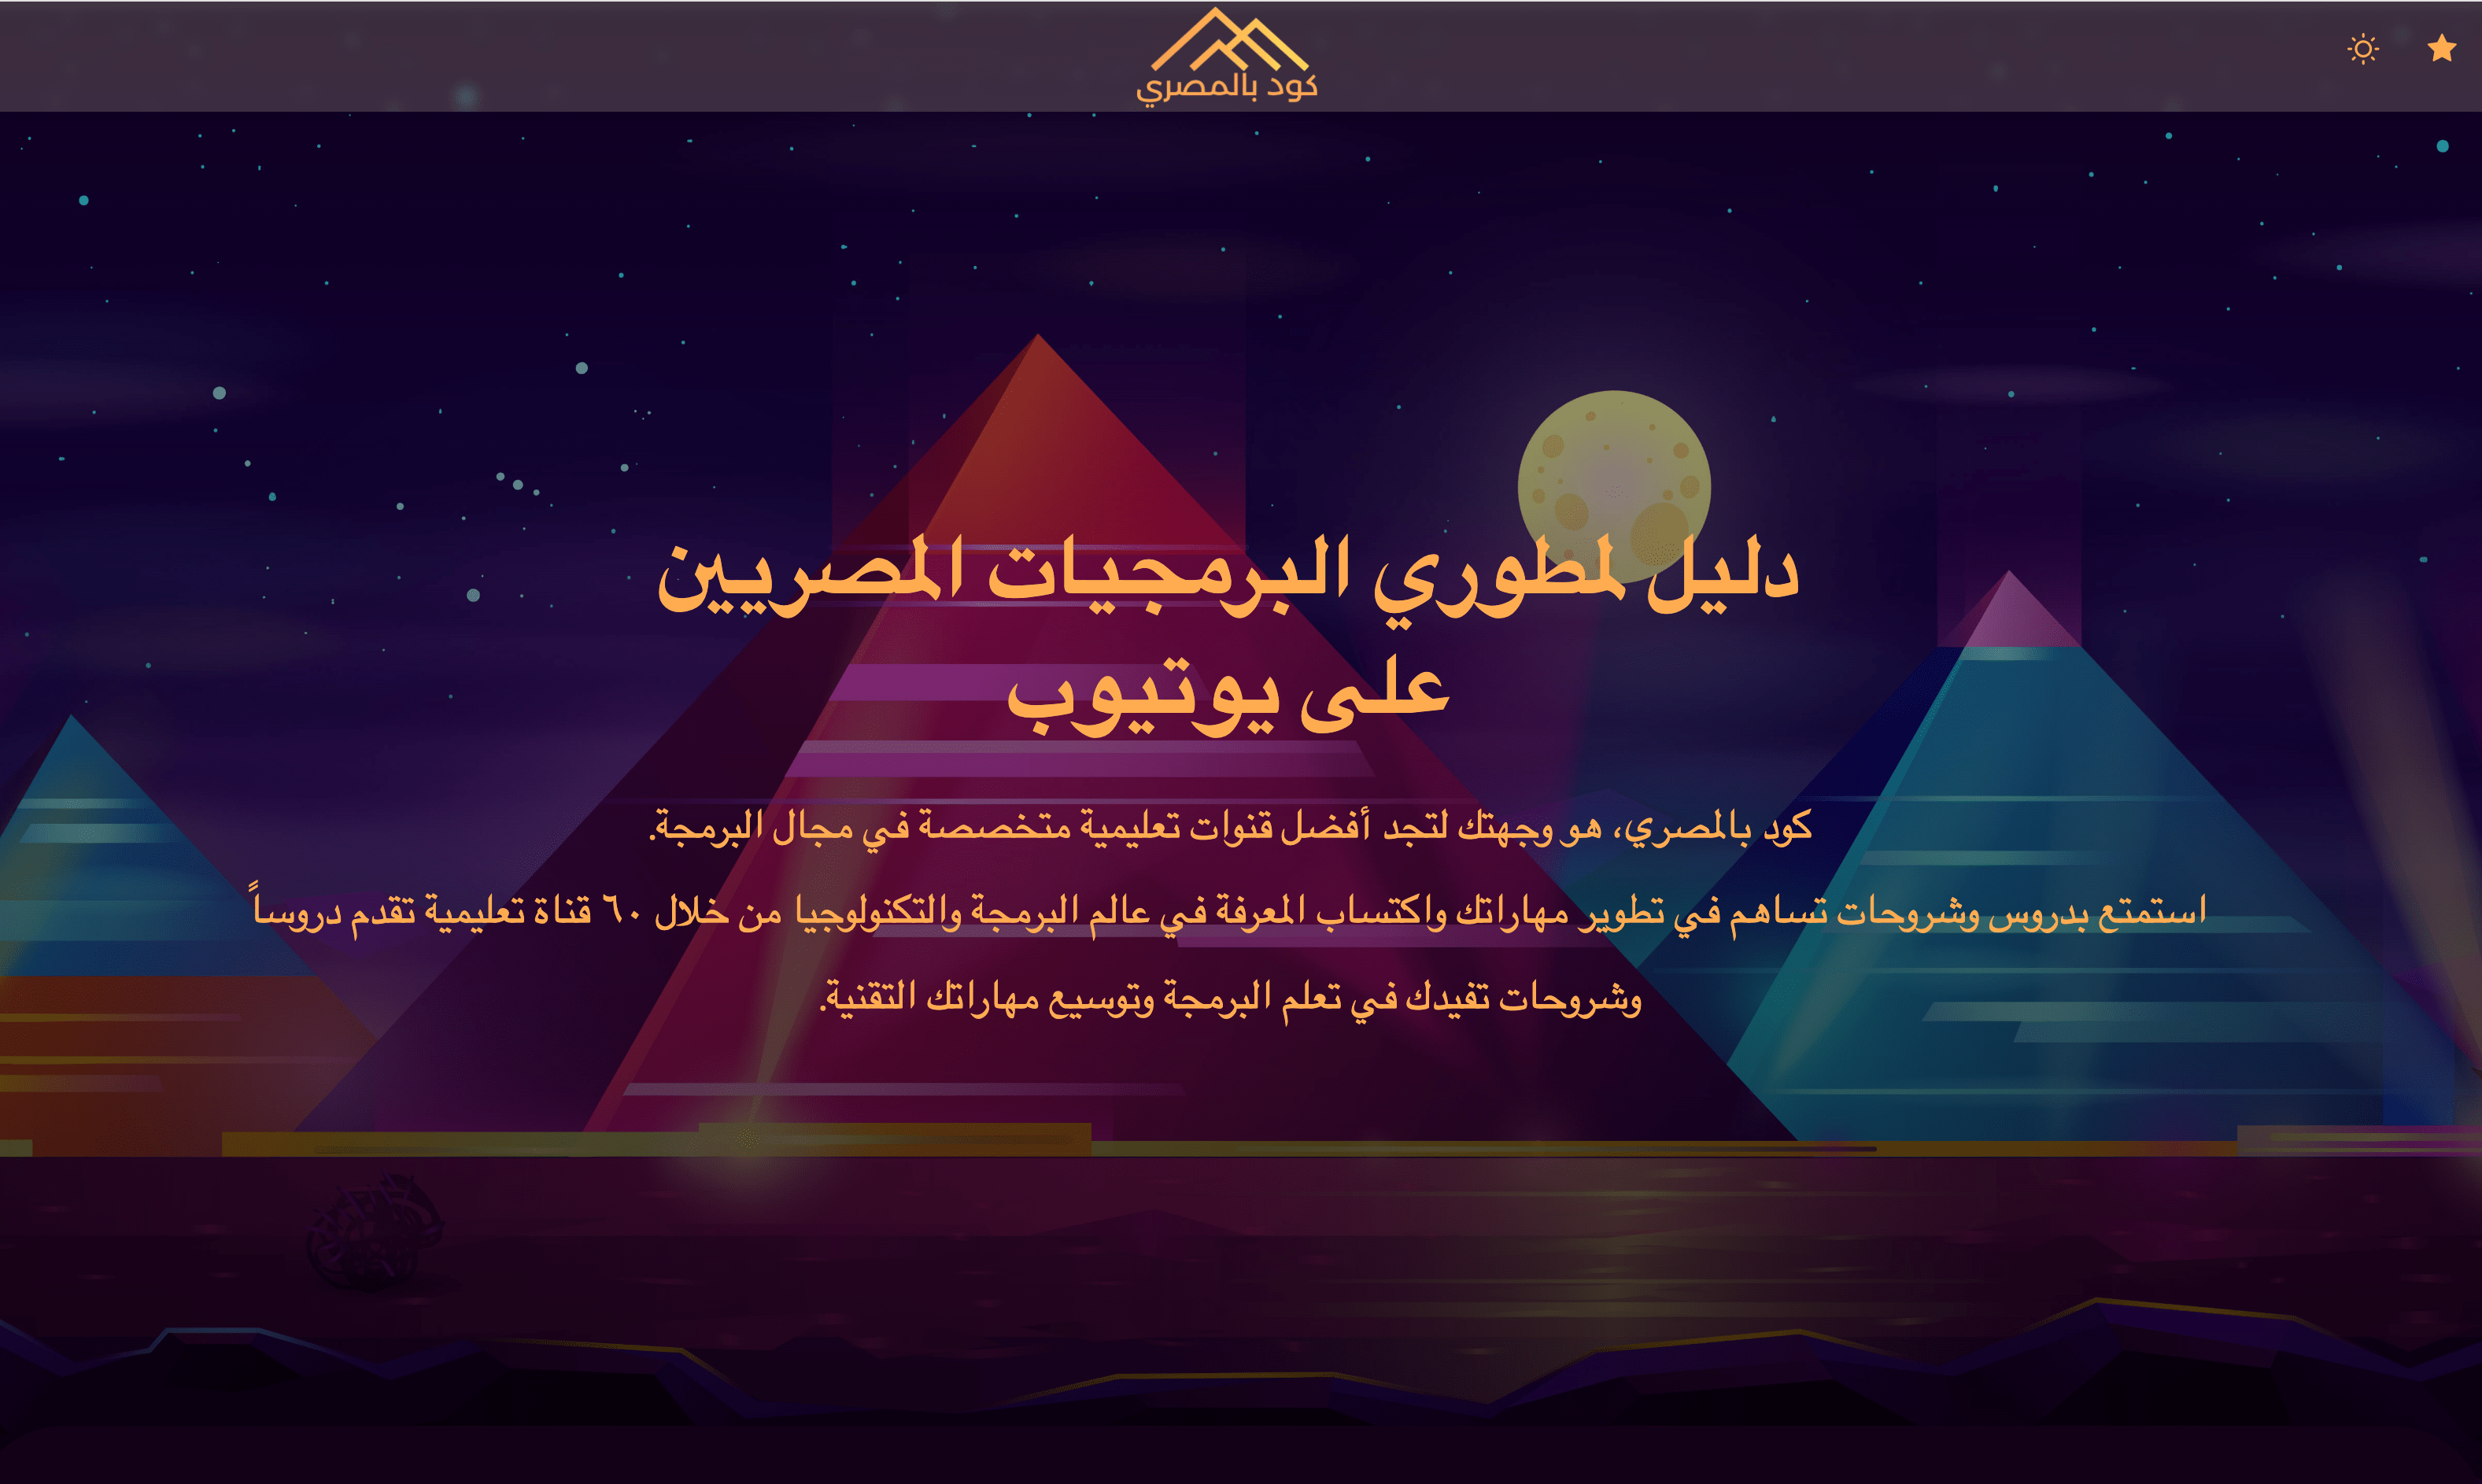 كود بالمصري
دليل لمطوري البرمجيات المصريين
على يوتيوب
كود بالمصري، هو وجهتك لتجد أفضل قنوات تعليمية متخصصة في مجال البرمجة.
استمتع بدروس وشروحات تساهم في تطوير مهاراتك واكتساب المعرفة في عالم البرمجة والتكنولوجيا من خلال ٦٠ قناة تعليمية تقدم دروساً
وشروحات تفيدك في تعلم البرمجة وتوسيع مهاراتك التقنية.